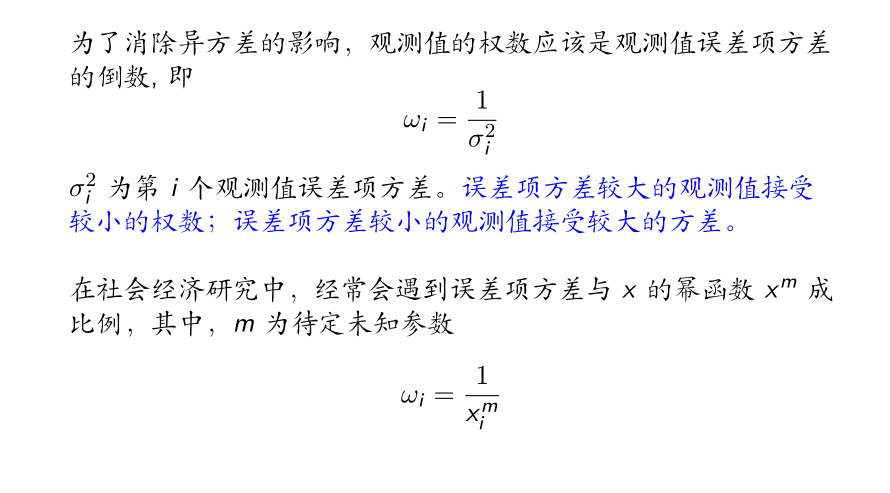 为了消除异方差的影响，观测值的权数应该是观测值误差项方差
的倒数, 即
ω_i = 1/σ_i^2
σ_i^2 为第 i 个观测值误差项方差。误差项方差较大的观测值接受
较小的权数；误差项方差较小的观测值接受较大的方差。
在社会经济研究中，经常会遇到误差项方差与 x 的幂函数 x^m 成
比例，其中，m 为待定未知参数
ω_i = 1/x_i^m